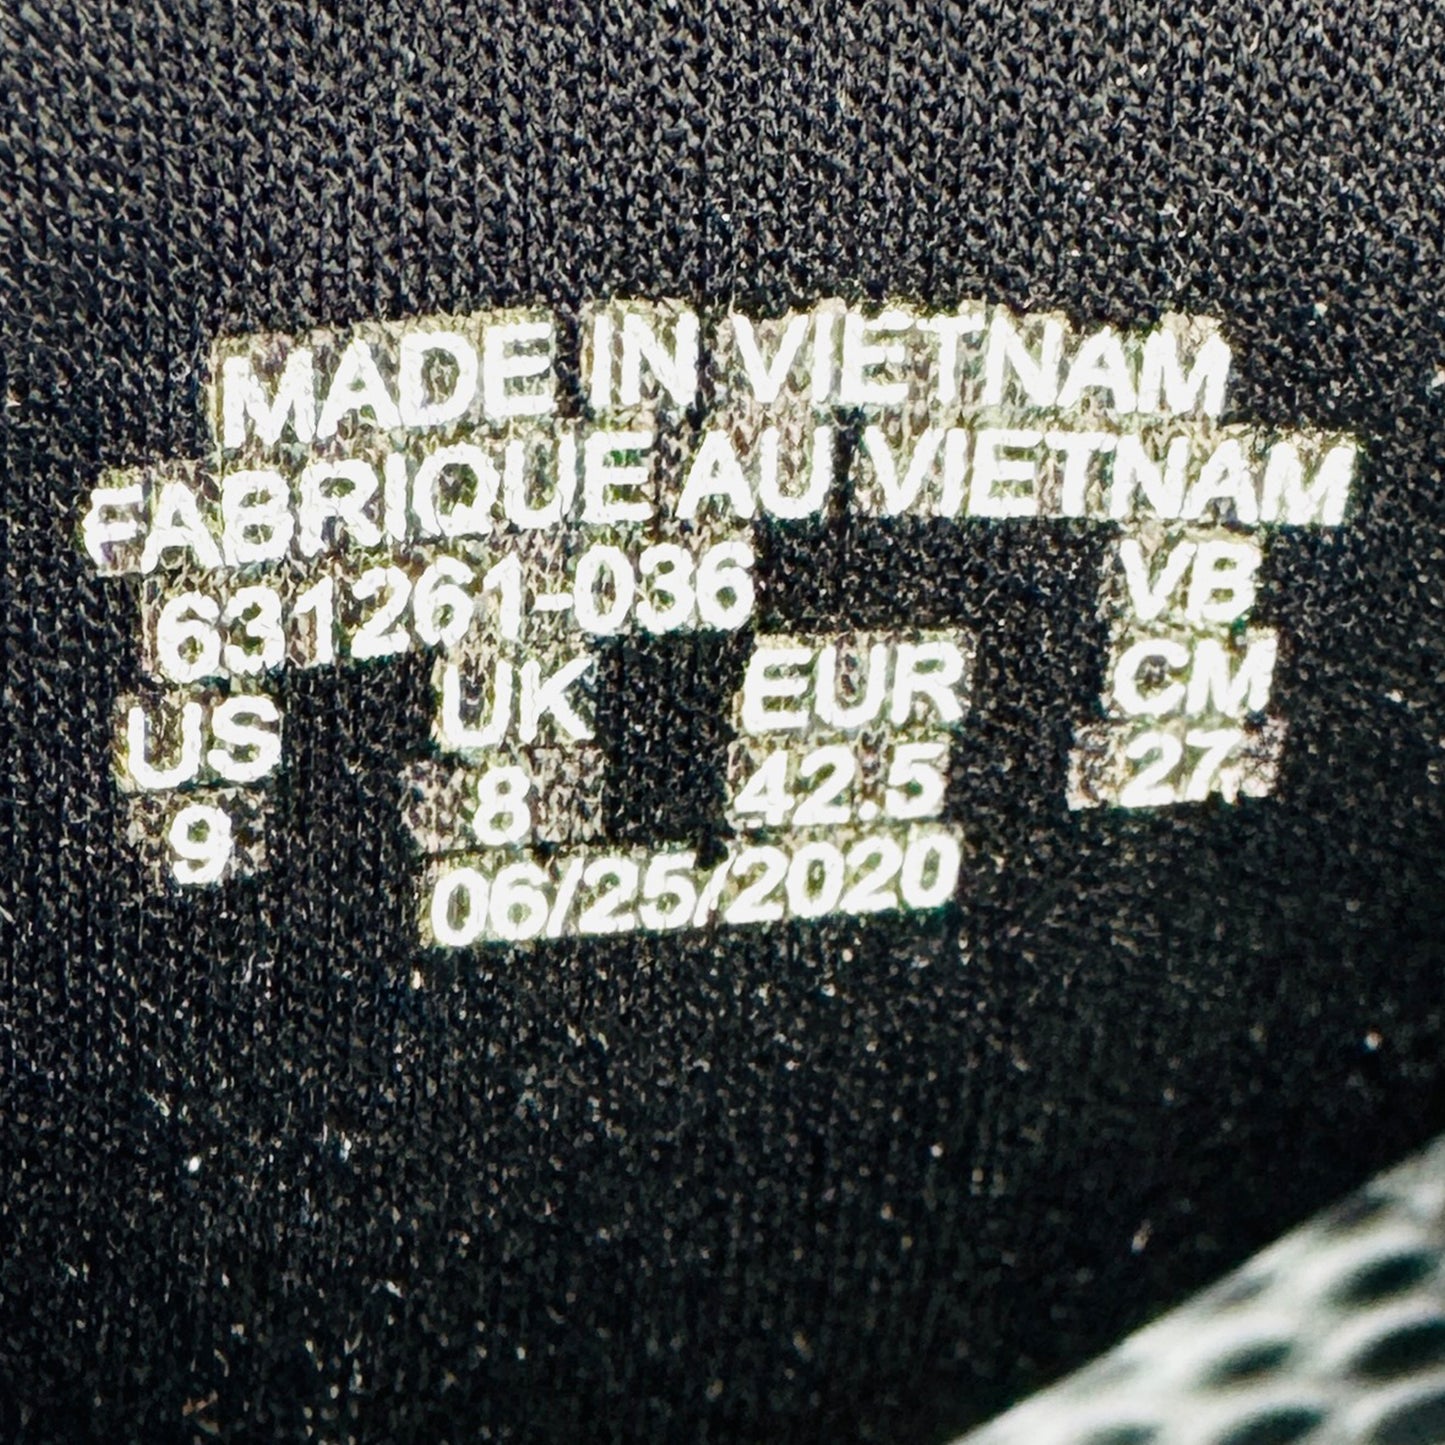 MADE IN VIETNAM
FABRIQUE AU VIETNAM
631261-036 VB
US UK EUR CM
9 8 42.5 27
06/25/2020